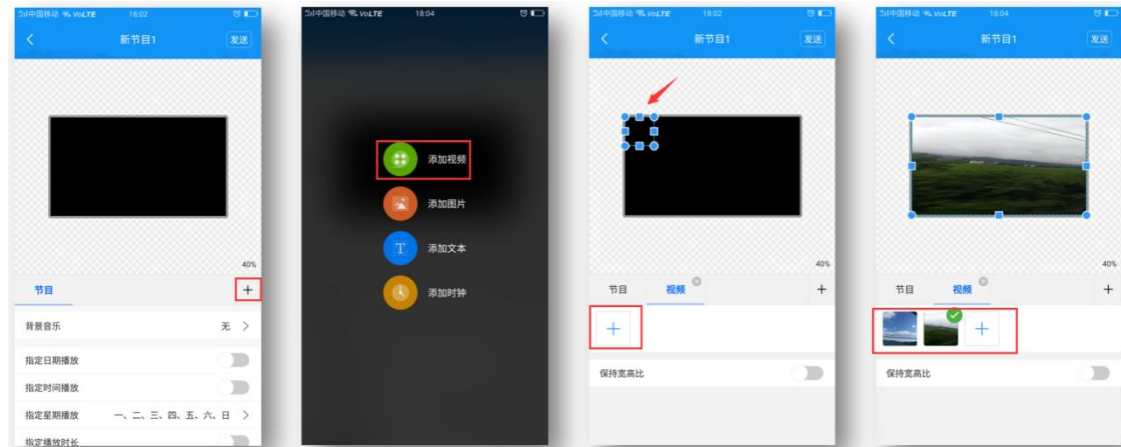 中国移动 VoLTE 18:02
新节目1 发送
40%
节目 +
背景音乐 无 >
指定日期播放
指定时间播放
指定星期播放 一、二、三、四、五、六、日 >
指定播放时长
中国移动 VoLTE 18:04
添加视频
添加图片
T 添加文本
添加时钟
中国移动 VoLTE 18:02
新节目1 发送
40%
节目 视频 +
+
保持宽高比
中国移动 VoLTE 18:04
新节目1 发送
40%
节目 视频 +
+
保持宽高比